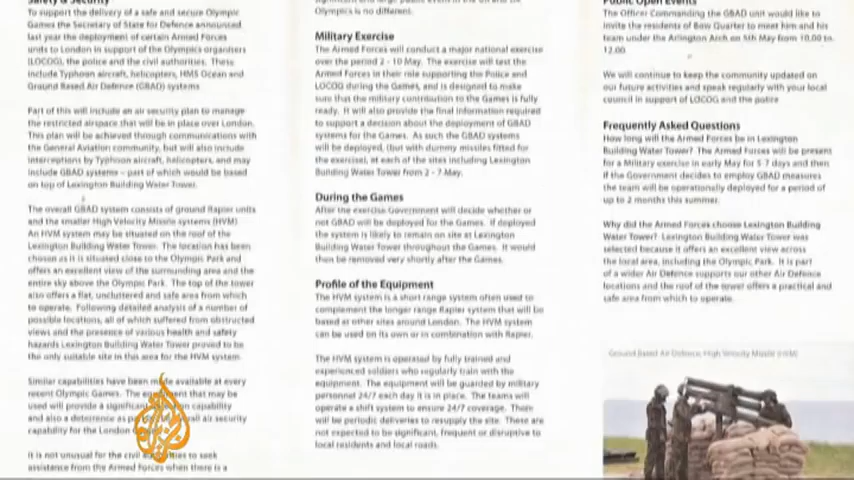 Safety & Security
To support the delivery of a safe and secure Olympic
Games the Secretary of State for Defence announced
last year the deployment of certain Armed Forces
units to London in support of the Olympics organisers
(LOCOG), the police and the civil authorities. These
include Typhoon aircraft, helicopters, HMS Ocean and
Ground Based Air Defence (GBAD) systems
Part of this will include an air security plan to manage
the restricted airspace that will be in place over London.
This plan will be achieved through communications with
the General Aviation community, but will also include
interceptions by Typhoon aircraft, helicopters, and may
include GBAD systems – part of which would be based
on top of Lexington Building Water Tower.
The overall GBAD system consists of ground Rapier units
and the smaller High Velocity Missile systems (HVM)
An HVM system may be situated on the roof of the
Lexington Building Water Tower. The location has been
chosen as it is situated close to the Olympic Park and
offers an excellent view of the surrounding area and the
entire sky above the Olympic Park. The top of the tower
also offers a flat, uncluttered and safe area from which
to operate. Following detailed analysis of a number of
possible locations, all of which suffered from obstructed
views and the presence of various health and safety
hazards Lexington Building Water Tower proved to be
the only suitable site in this area for the HVM system.
Similar capabilities have been made available at every
recent Olympic Games. The equipment that may be
used will provide a significant capability
and also a deterrence as part of the overall air security
capability for the London
It is not unusual for the civil authorities to seek
assistance from the Armed Forces when there is a
Olympics is no different.
Military Exercise
The Armed Forces will conduct a major national exercise
over the period 2 - 10 May. The exercise will test the
Armed Forces in their role supporting the Police and
LOCOG during the Games, and is designed to make
sure that the military contribution to the Games is fully
ready. It will also provide the final information required
to support a decision about the deployment of GBAD
systems for the Games. As such the GBAD systems
will be deployed, (but with dummy missiles fitted for
the exercise), at each of the sites including Lexington
Building Water Tower from 2 - 7 May.
During the Games
After the exercise Government will decide whether or
not GBAD will be deployed for the Games. If deployed
the system is likely to remain on site at Lexington
Building Water Tower throughout the Games. It would
then be removed very shortly after the Games.
Profile of the Equipment
The HVM system is a short range system often used to
complement the longer range Rapier system that will be
based at other sites around London. The HVM system
can be used on its own or in combination with Rapier.
The HVM system is operated by fully trained and
experienced soldiers who regularly train with the
equipment. The equipment will be guarded by military
personnel 24/7 each day it is in place. The teams will
operate a shift system to ensure 24/7 coverage. There
will be periodic deliveries to resupply the site. These are
not expected to be significant, frequent or disruptive to
local residents and local roads.
Public Open Events
The Officer Commanding the GBAD unit would like to
invite the residents of Bow Quarter to meet him and his
team under the Arlington Arch on 5th May from 10.00 to
12.00
We will continue to keep the community updated on
our future activities and speak regularly with your local
council in support of LOCOG and the police
Frequently Asked Questions
How long will the Armed Forces be in Lexington
Building Water Tower? The Armed Forces will be present
for a Military exercise in early May for 5-7 days and then
if the Government decides to employ GBAD measures
the team will be operationally deployed for a period of
up to 2 months this summer.
Why did the Armed Forces choose Lexington Building
Water Tower? Lexington Building Water Tower was
selected because it offers an excellent view across
the local area, including the Olympic Park. It is part
of a wider Air Defence supports our other Air Defence
locations and the roof of the tower offers a practical and
safe area from which to operate.
Ground Based Air Defence, High Velocity Missile (HVM)